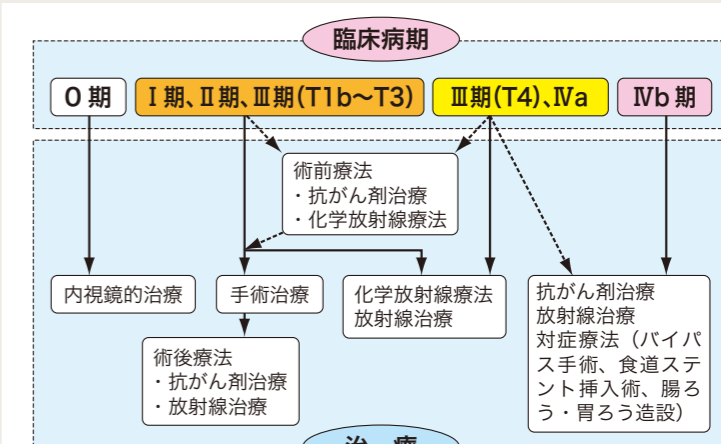 臨床病期
0期
Ⅰ期、Ⅱ期、Ⅲ期(T1b〜T3)
Ⅲ期(T4)、Ⅳa
Ⅳb期
術前療法
・抗がん剤治療
・化学放射線療法
内視鏡的治療
手術治療
化学放射線療法
放射線治療
抗がん剤治療
放射線治療
対症療法（バイパ
ス手術、食道ステ
ント挿入術、腸ろ
う・胃ろう造設）
術後療法
・抗がん剤治療
・放射線治療
治 療